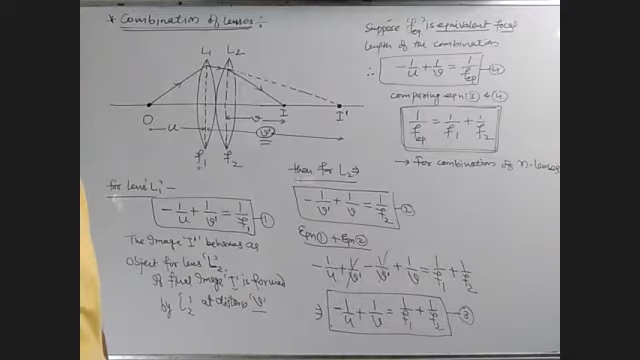 * Combination of lenses :-
L1 L2
O I I'
u v v'
f1 f2
for lens 'L1' –
-1/u + 1/v' = 1/f1 —①
The Image 'I'' behaves as
Object for lens 'L2'
If final Image 'I' is formed
by 'L2' at distance 'v'
then for L2 ⇒
-1/v' + 1/v = 1/f2 —②
Eqn① + Eqn②
-1/u + 1/v' - 1/v' + 1/v = 1/f1 + 1/f2
⇒ -1/u + 1/v = 1/f1 + 1/f2 —③
Suppose 'feq' is equivalent focal
length of the combination
∴ -1/u + 1/v = 1/feq —④
comparing eqn ③ & ④
1/feq = 1/f1 + 1/f2
→ For combination of n-lenses